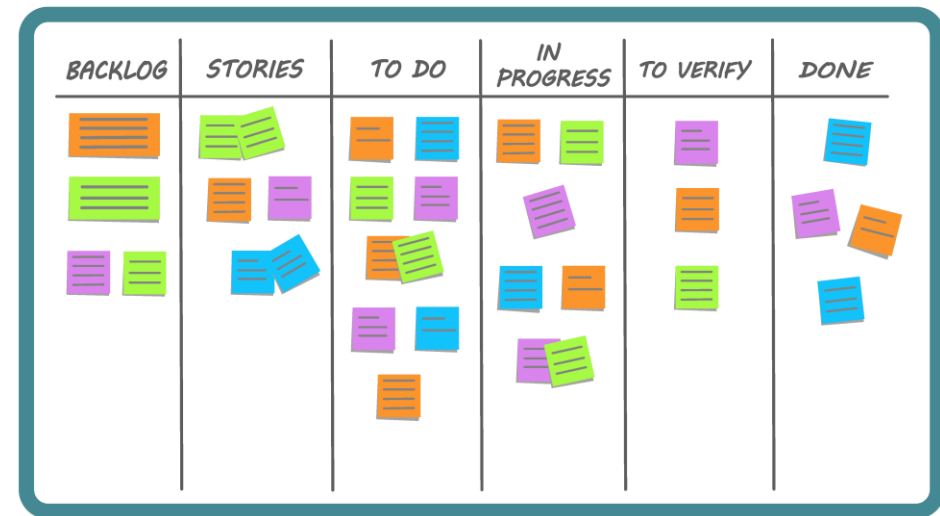 BACKLOG
STORIES
TO DO
IN
PROGRESS
TO VERIFY
DONE